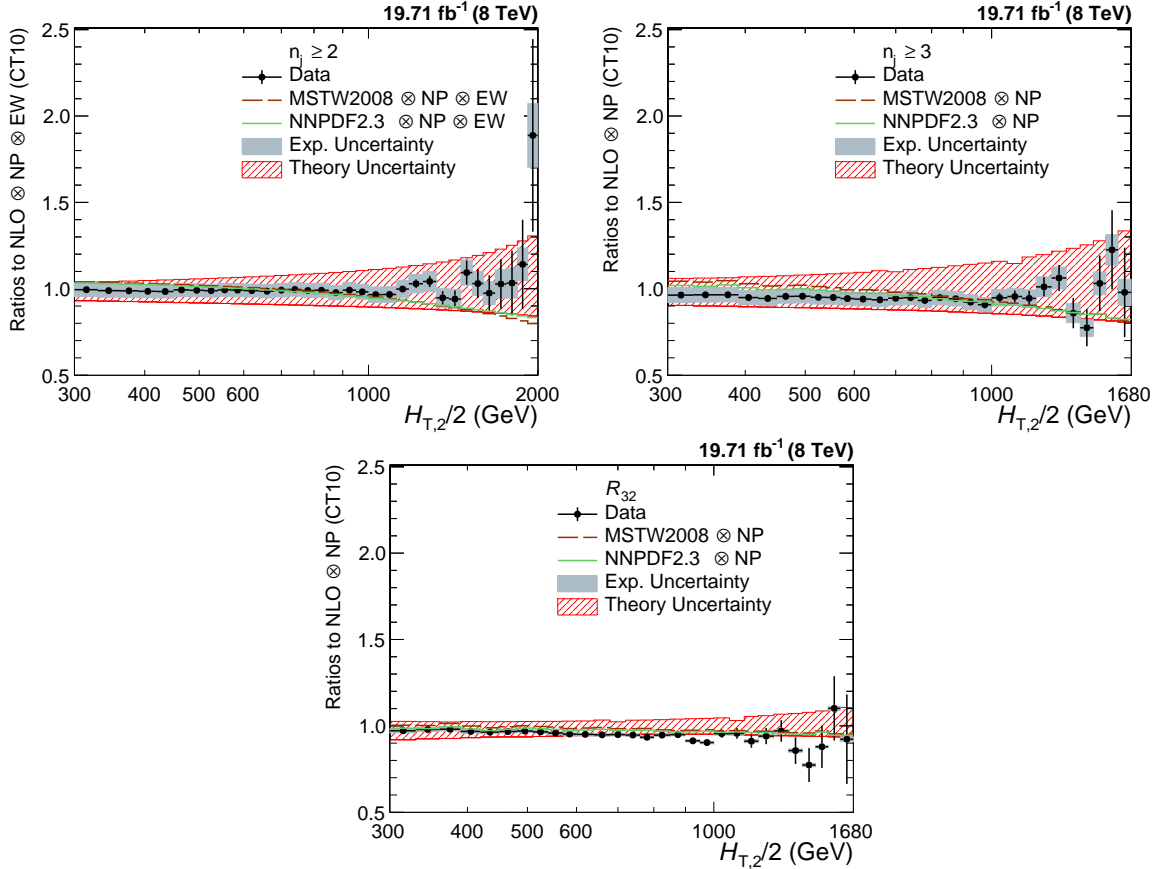 19.71 fb⁻¹ (8 TeV)
Ratios to NLO ⊗ NP ⊗ EW (CT10)
2.5
2.0
1.5
1.0
0.5
n_j ≥ 2
Data
MSTW2008 ⊗ NP ⊗ EW
NNPDF2.3 ⊗ NP ⊗ EW
Exp. Uncertainty
Theory Uncertainty
300 400 500 600 1000 2000
H_T,2/2 (GeV)
19.71 fb⁻¹ (8 TeV)
Ratios to NLO ⊗ NP (CT10)
2.5
2.0
1.5
1.0
0.5
n_j ≥ 3
Data
MSTW2008 ⊗ NP
NNPDF2.3 ⊗ NP
Exp. Uncertainty
Theory Uncertainty
300 400 500 600 1000 1680
H_T,2/2 (GeV)
19.71 fb⁻¹ (8 TeV)
Ratios to NLO ⊗ NP (CT10)
2.5
2.0
1.5
1.0
0.5
R_32
Data
MSTW2008 ⊗ NP
NNPDF2.3 ⊗ NP
Exp. Uncertainty
Theory Uncertainty
300 400 500 600 1000 1680
H_T,2/2 (GeV)